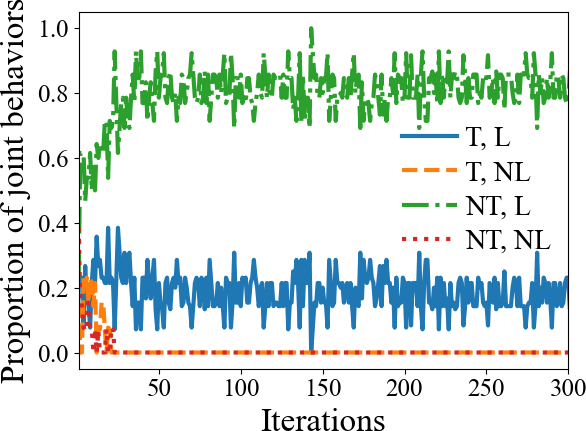 Proportion of joint behaviors
1.0
0.8
0.6
0.4
0.2
0.0
T, L
T, NL
NT, L
NT, NL
50
100
150
200
250
300
Iterations